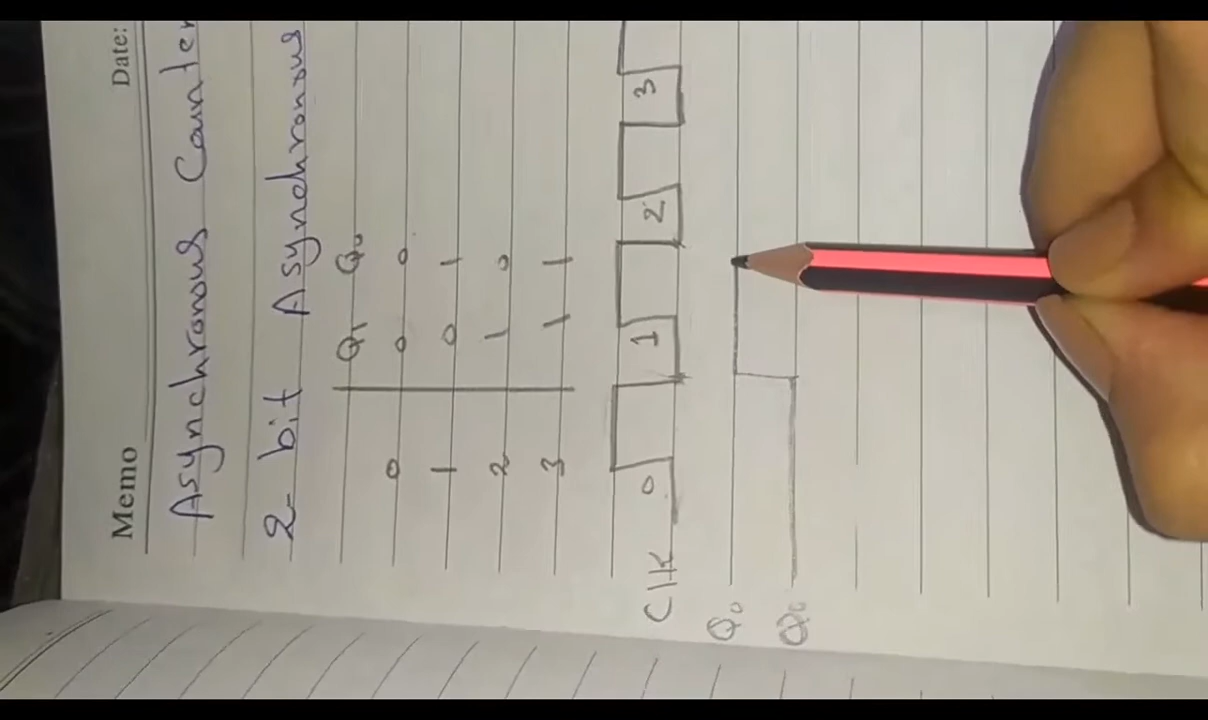 Memo Date:
Asynchronous Counter
2- bit Asynchronous
Q1 Q0
0 0 0
1 0 1
2 1 0
3 1 1
Clk 0 1 2 3
Q0
Q0